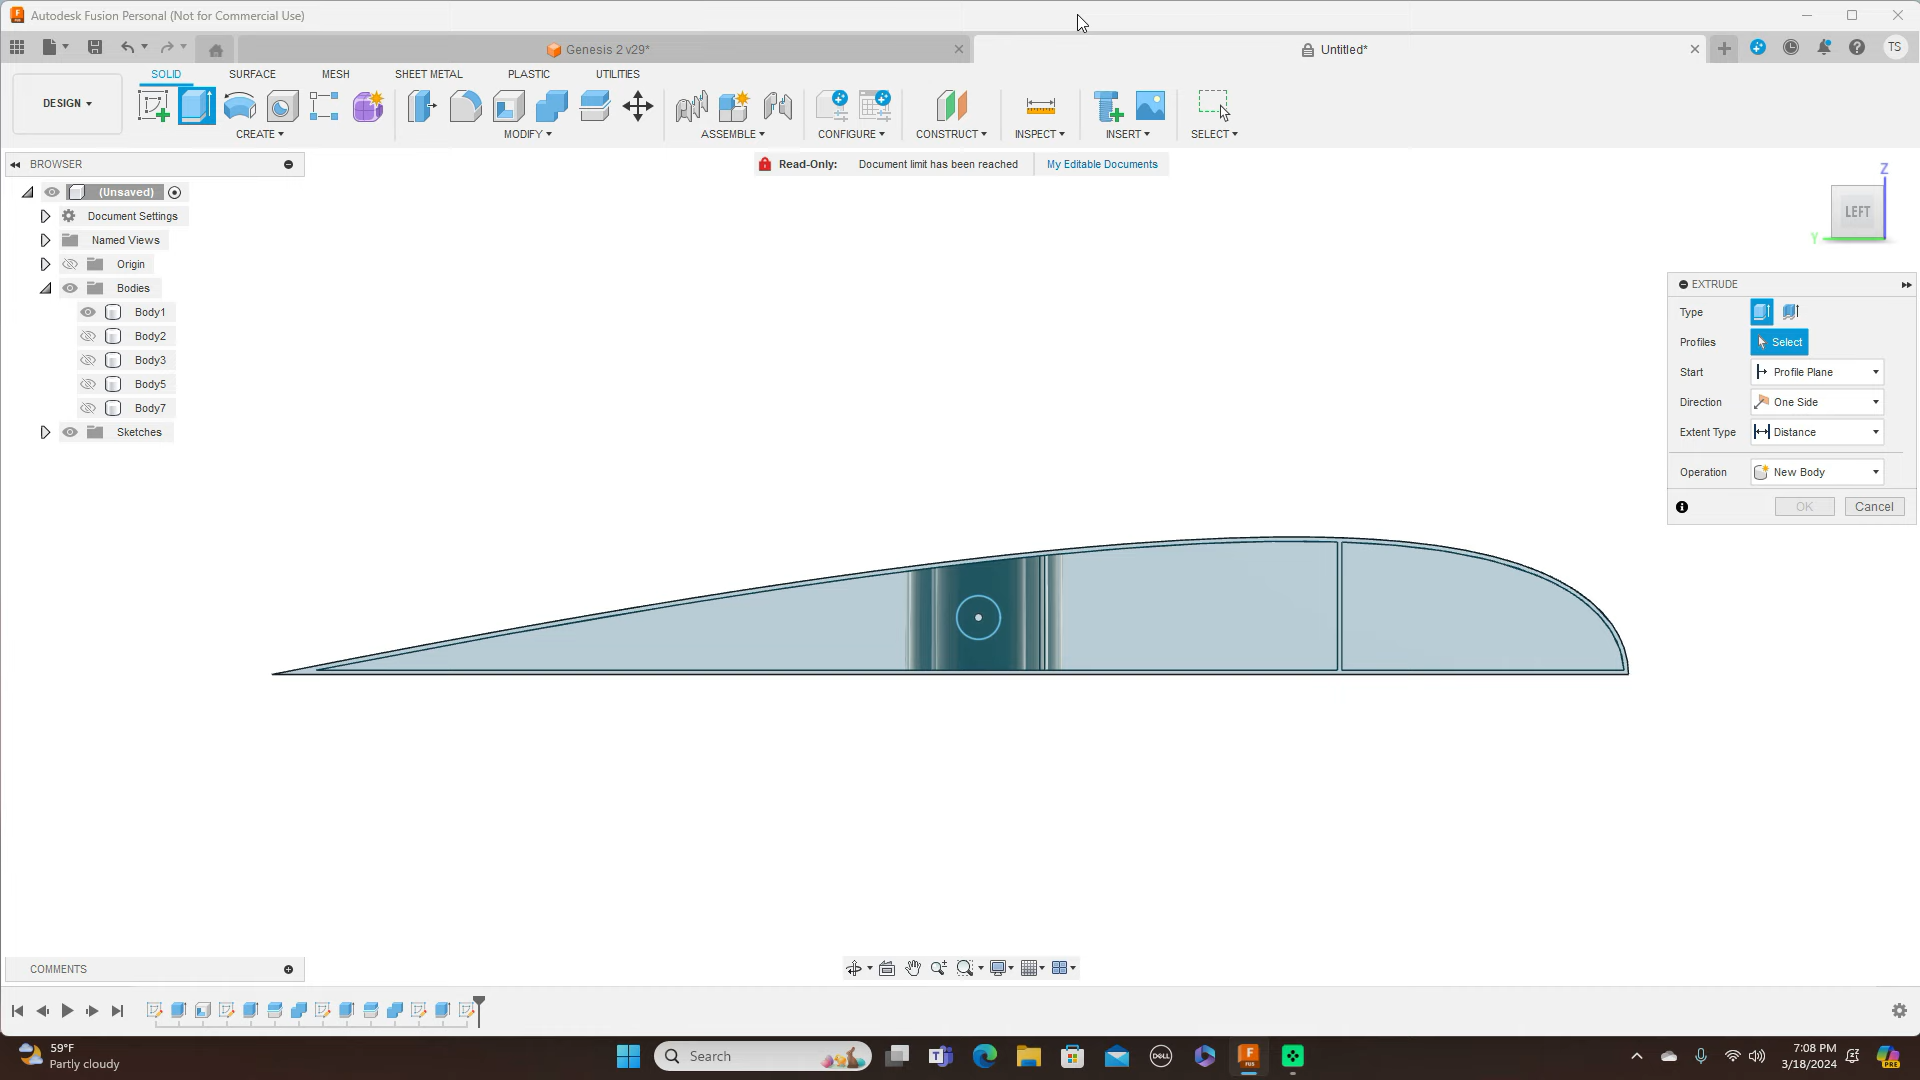 Autodesk Fusion Personal (Not for Commercial Use)
Genesis 2 v29*
Untitled*
TS
DESIGN
SOLID
SURFACE
MESH
SHEET METAL
PLASTIC
UTILITIES
CREATE
MODIFY
ASSEMBLE
CONFIGURE
CONSTRUCT
INSPECT
INSERT
SELECT
BROWSER
Read-Only: Document limit has been reached My Editable Documents
(Unsaved)
Document Settings
Named Views
Origin
Bodies
Body1
Body2
Body3
Body5
Body7
Sketches
Z
LEFT
Y
EXTRUDE
Type
Profiles Select
Start Profile Plane
Direction One Side
Extent Type Distance
Operation New Body
OK Cancel
COMMENTS
59°F
Partly cloudy
Search
DELL
FUS
7:08 PM
3/18/2024
PRE